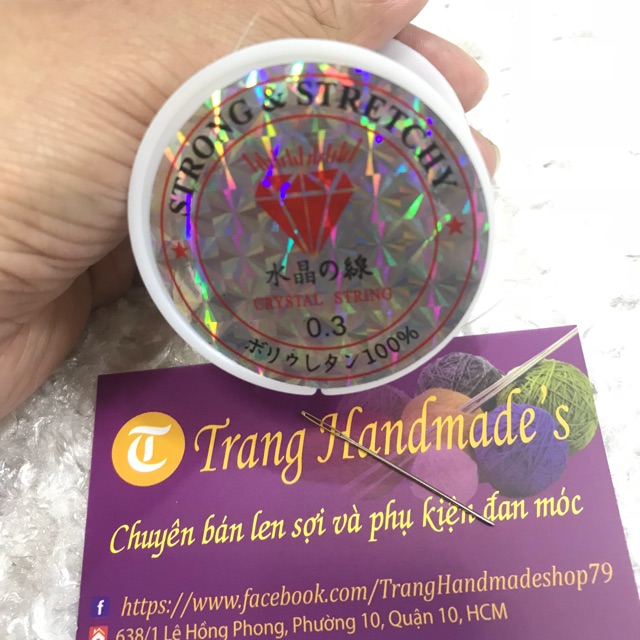 STRONG & STRETCHY
水晶の線
CRYSTAL STRING
0.3
ポリウしタン100%
T
Trang Handmade's
Chuyên bán len sợi và phụ kiện đan móc
f https://www.facebook.com/TrangHandmadeshop79
638/1 Lê Hồng Phong, Phường 10, Quận 10, HCM